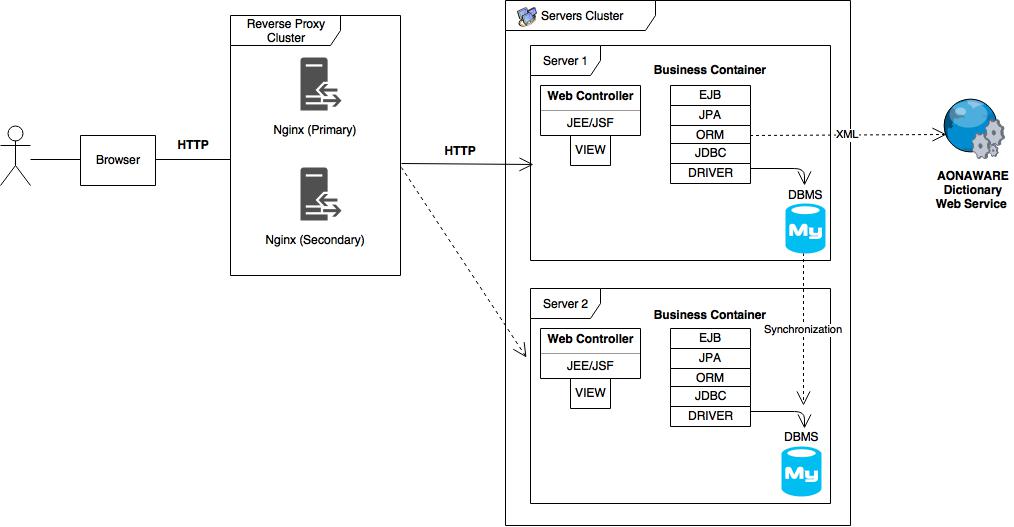 Reverse Proxy
Cluster
Nginx (Primary)
Nginx (Secondary)
Browser
HTTP
HTTP
Servers Cluster
Server 1
Web Controller
JEE/JSF
VIEW
Business Container
EJB
JPA
ORM
JDBC
DRIVER
DBMS
My
XML
AONAWARE
Dictionary
Web Service
Synchronization
Server 2
Web Controller
JEE/JSF
VIEW
Business Container
EJB
JPA
ORM
JDBC
DRIVER
DBMS
My